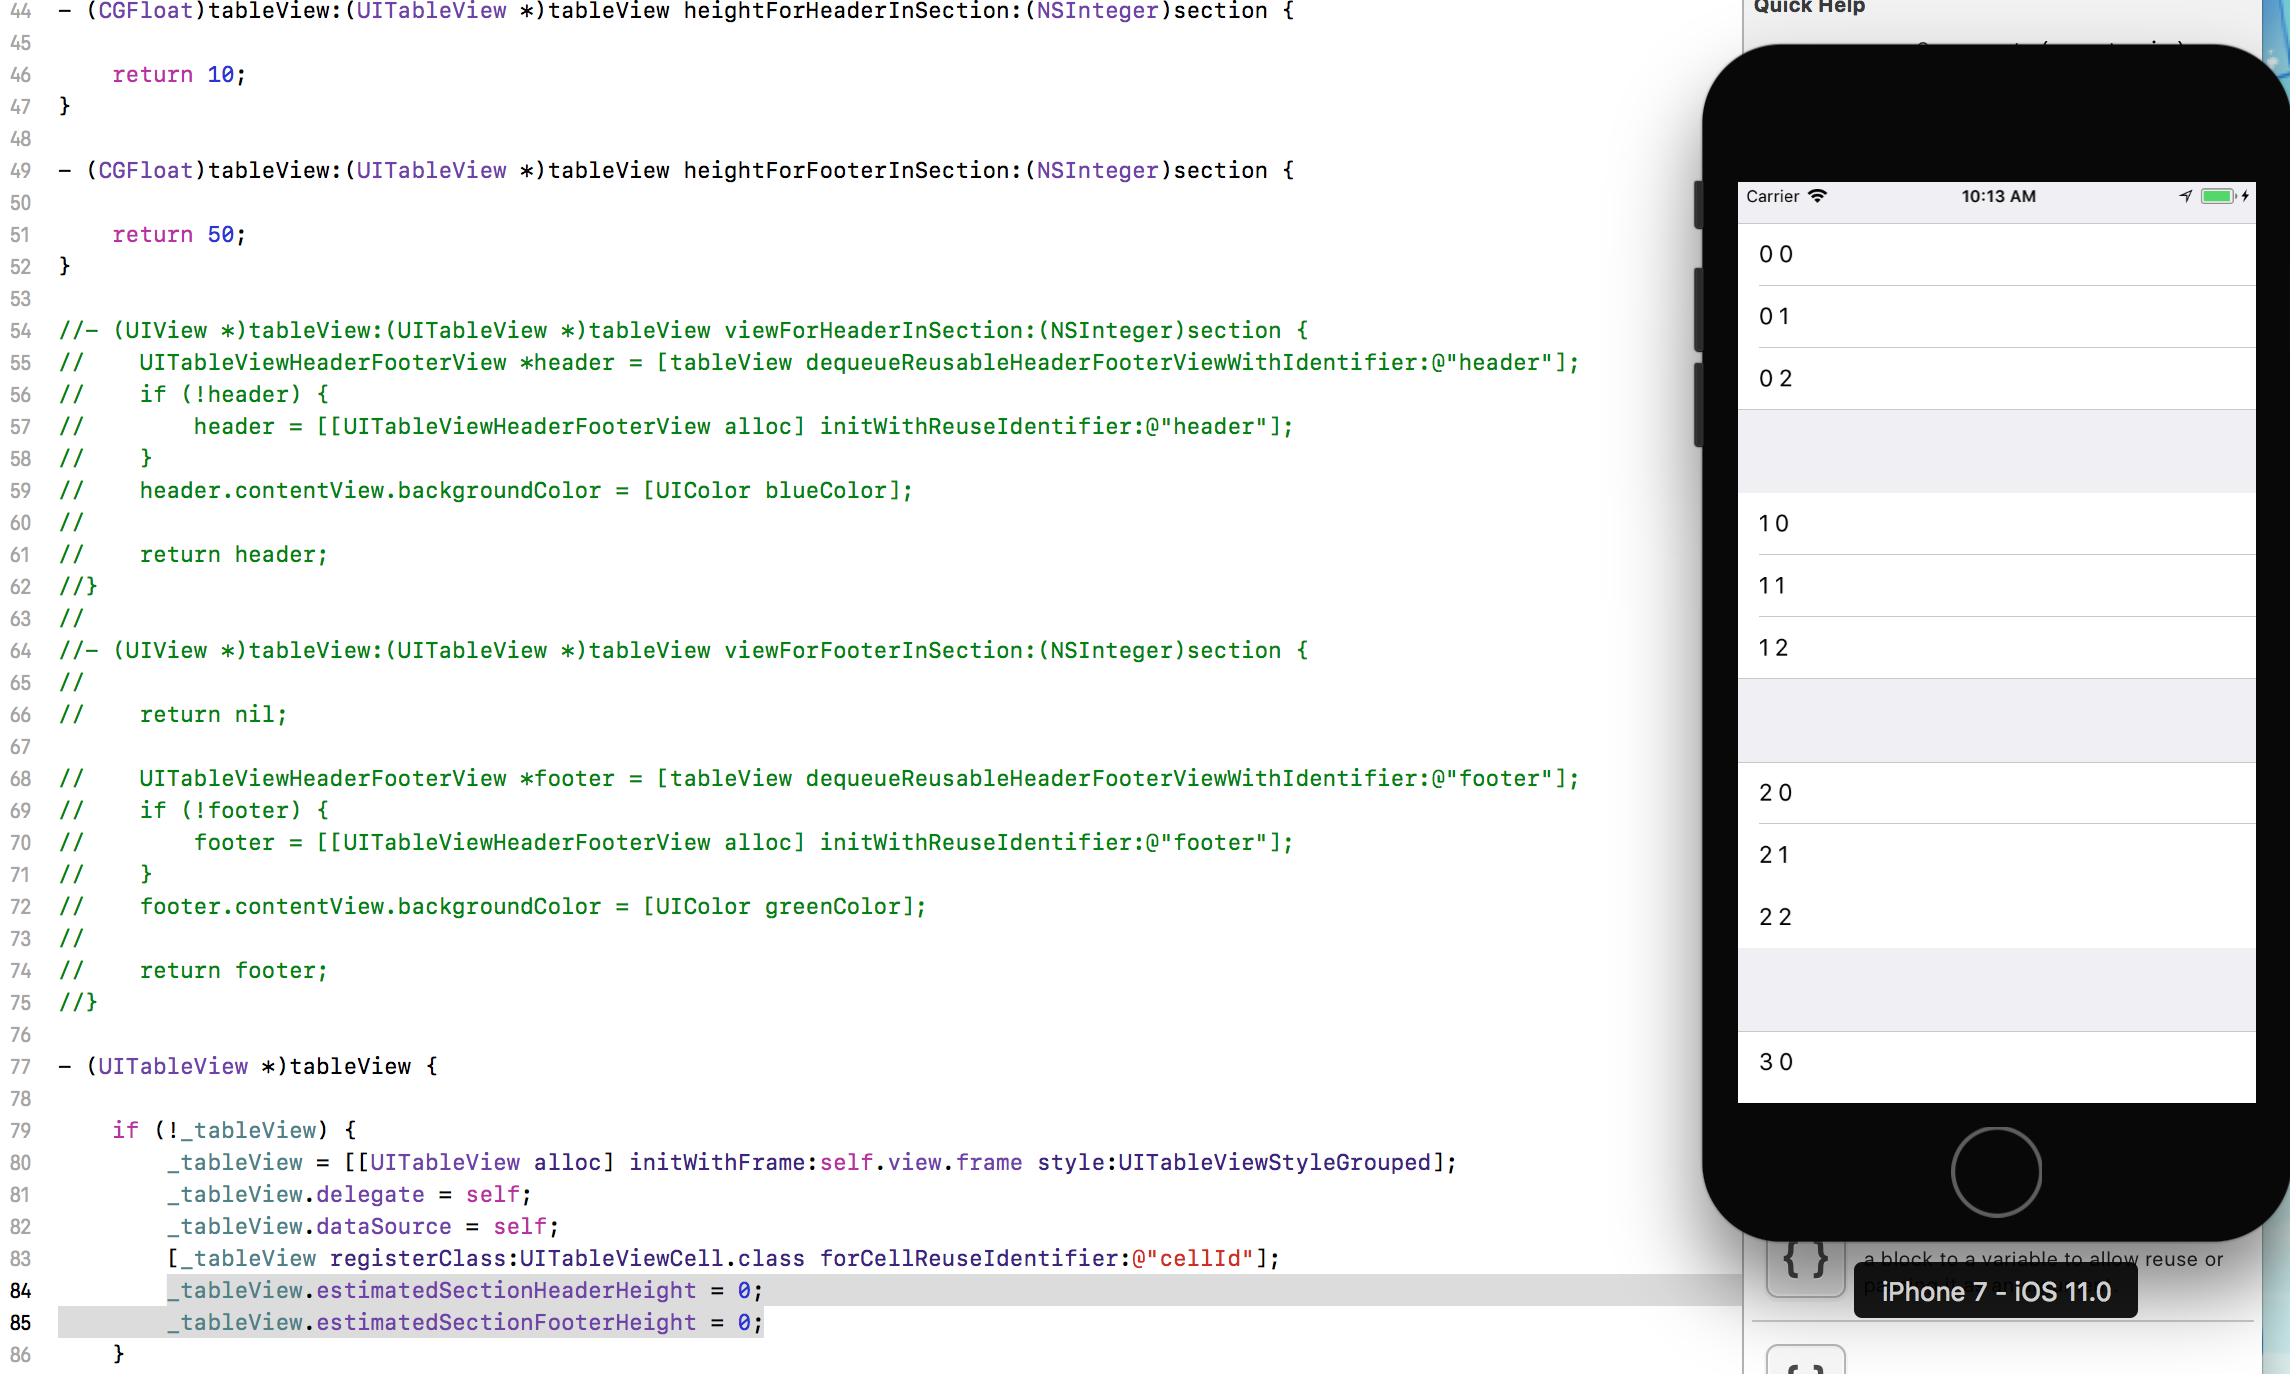 44 - (CGFloat)tableView:(UITableView *)tableView heightForHeaderInSection:(NSInteger)section {
45
46     return 10;
47 }
48
49 - (CGFloat)tableView:(UITableView *)tableView heightForFooterInSection:(NSInteger)section {
50
51     return 50;
52 }
53
54 //- (UIView *)tableView:(UITableView *)tableView viewForHeaderInSection:(NSInteger)section {
55 //    UITableViewHeaderFooterView *header = [tableView dequeueReusableHeaderFooterViewWithIdentifier:@"header"];
56 //    if (!header) {
57 //        header = [[UITableViewHeaderFooterView alloc] initWithReuseIdentifier:@"header"];
58 //    }
59 //    header.contentView.backgroundColor = [UIColor blueColor];
60 //
61 //    return header;
62 //}
63 //
64 //- (UIView *)tableView:(UITableView *)tableView viewForFooterInSection:(NSInteger)section {
65 //
66 //    return nil;
67
68 //    UITableViewHeaderFooterView *footer = [tableView dequeueReusableHeaderFooterViewWithIdentifier:@"footer"];
69 //    if (!footer) {
70 //        footer = [[UITableViewHeaderFooterView alloc] initWithReuseIdentifier:@"footer"];
71 //    }
72 //    footer.contentView.backgroundColor = [UIColor greenColor];
73 //
74 //    return footer;
75 //}
76
77 - (UITableView *)tableView {
78
79     if (!_tableView) {
80         _tableView = [[UITableView alloc] initWithFrame:self.view.frame style:UITableViewStyleGrouped];
81         _tableView.delegate = self;
82         _tableView.dataSource = self;
83         [_tableView registerClass:UITableViewCell.class forCellReuseIdentifier:@"cellId"];
84         _tableView.estimatedSectionHeaderHeight = 0;
85         _tableView.estimatedSectionFooterHeight = 0;
86     }
Quick Help
Carrier 10:13 AM
0 0
0 1
0 2
1 0
1 1
1 2
2 0
2 1
2 2
3 0
{ } a block to a variable to allow reuse or
iPhone 7 - iOS 11.0